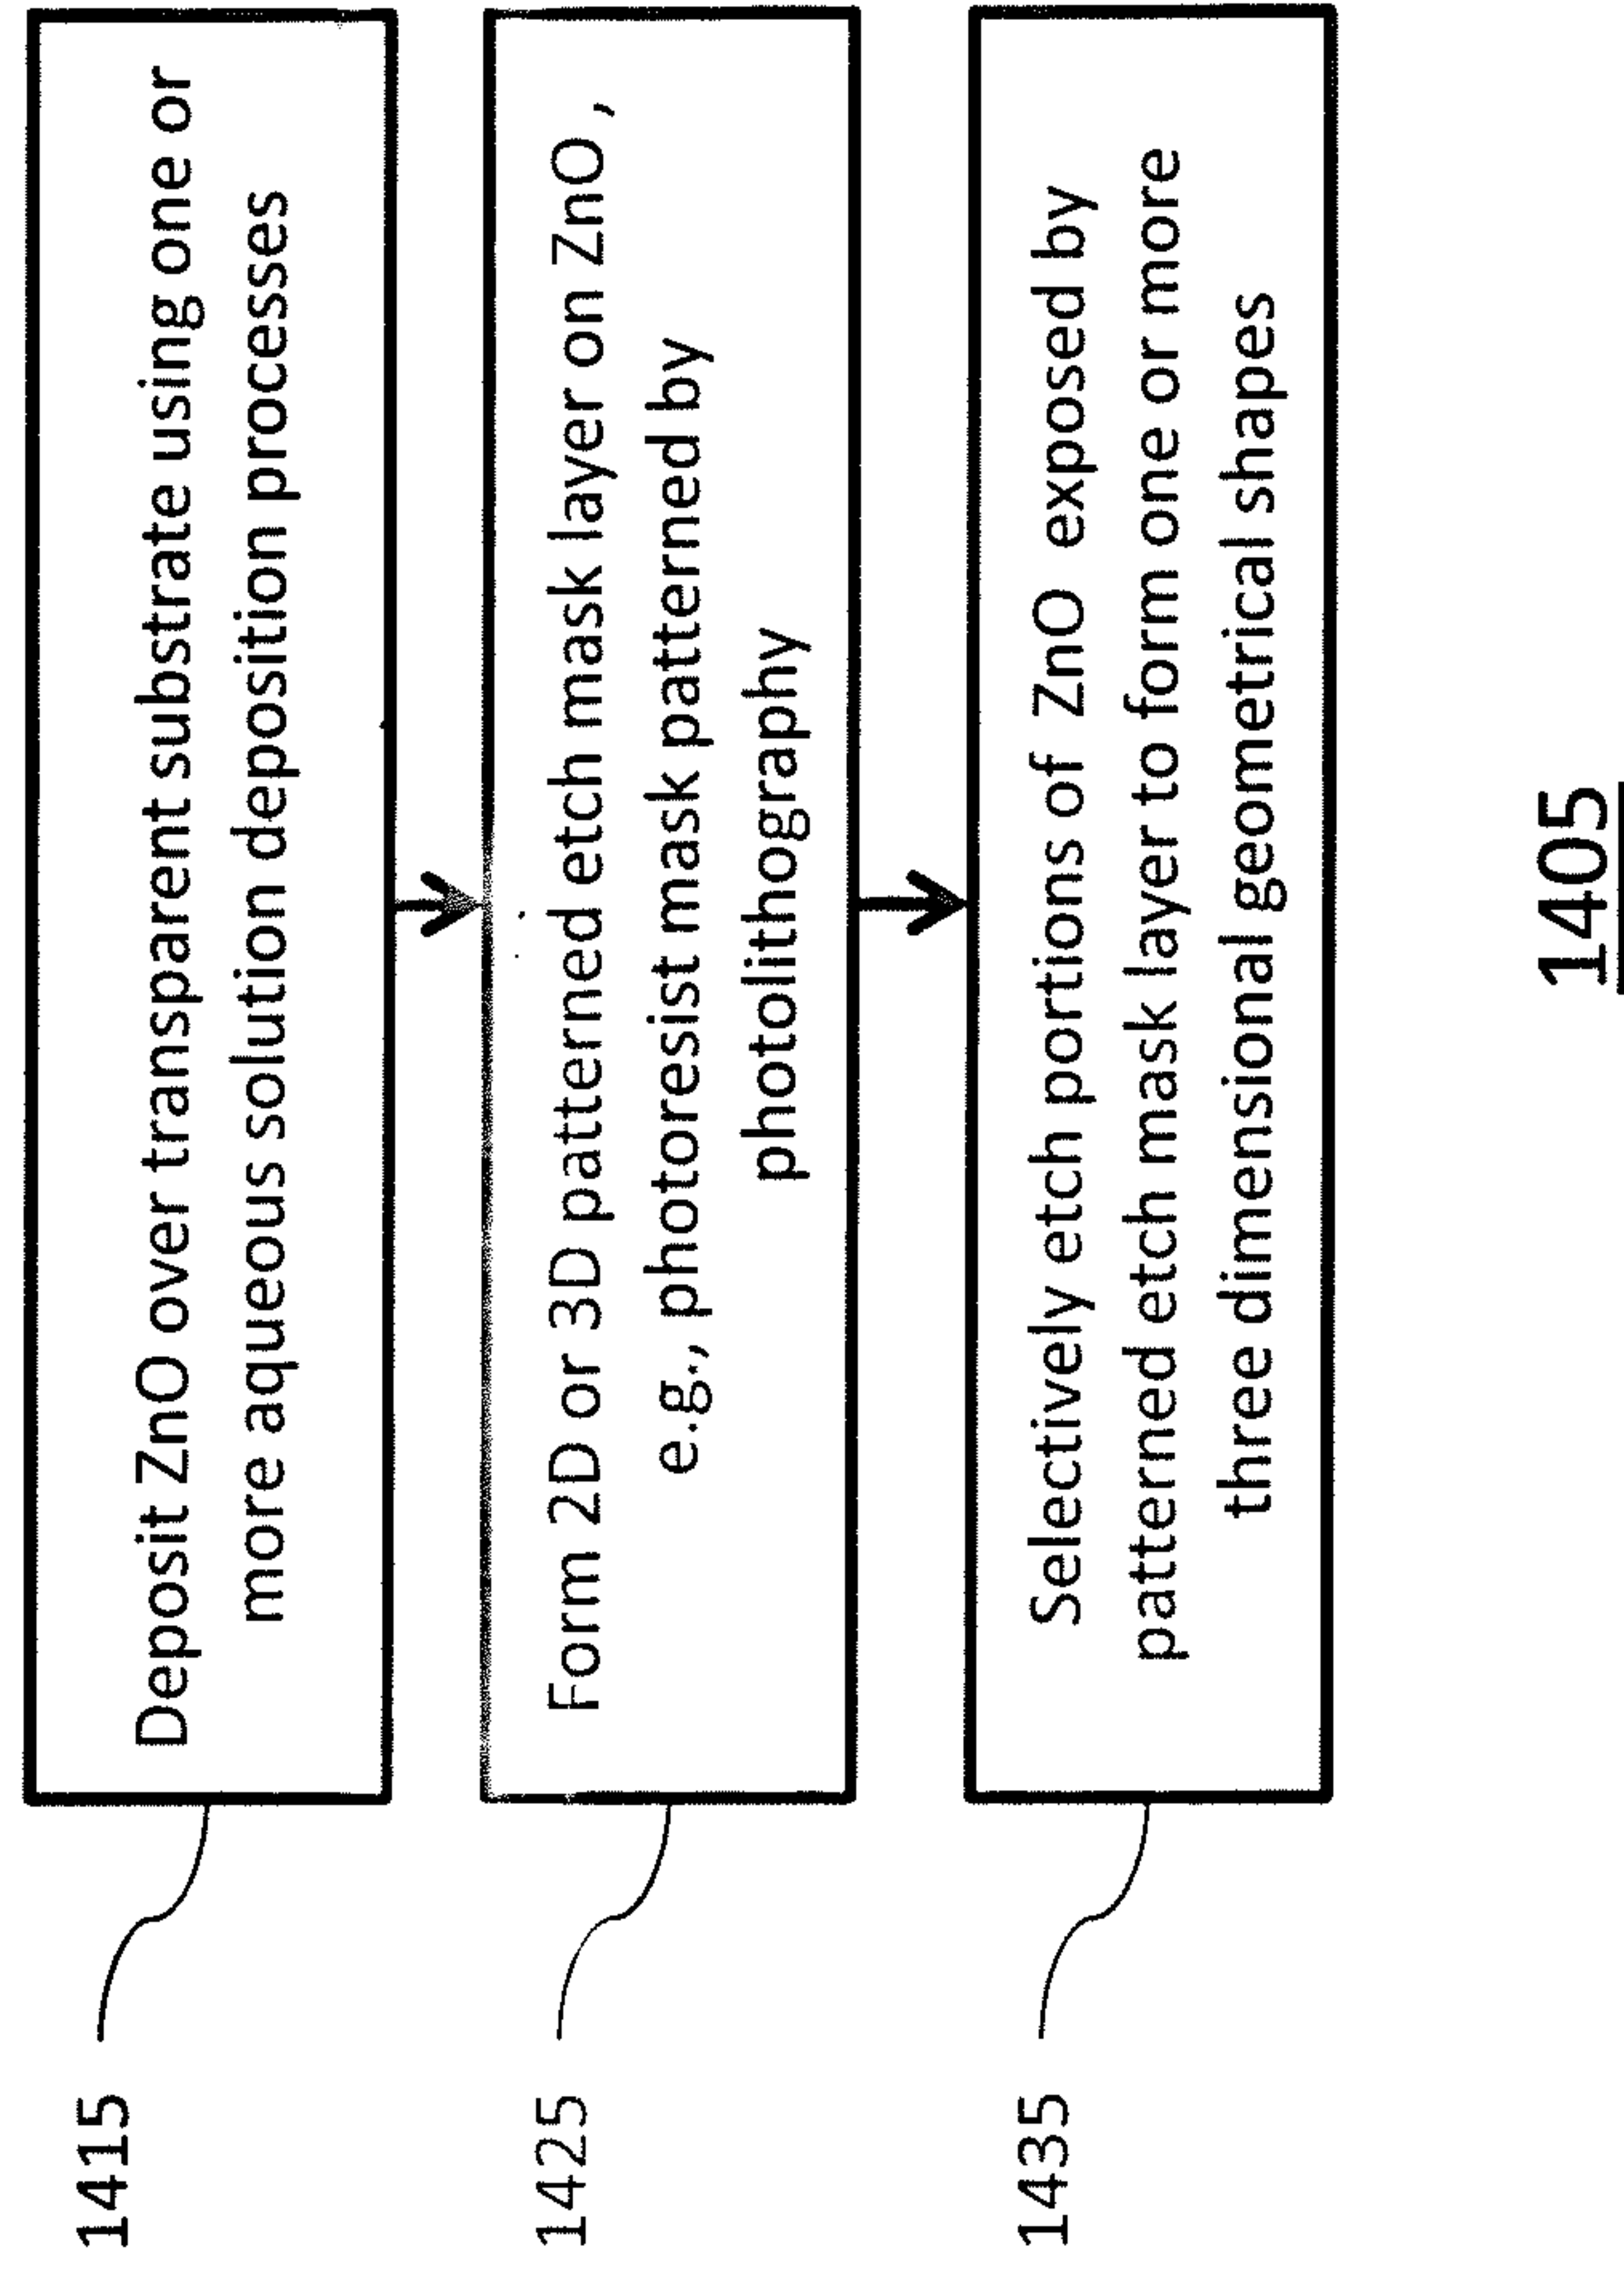 1415
Deposit ZnO over transparent substrate using one or
more aqueous solution deposition processes
1425
Form 2D or 3D patterned etch mask layer on ZnO,
e.g., photoresist mask patterned by
photolithography
1435
Selectively etch portions of ZnO exposed by
patterned etch mask layer to form one or more
three dimensional geometrical shapes
1405